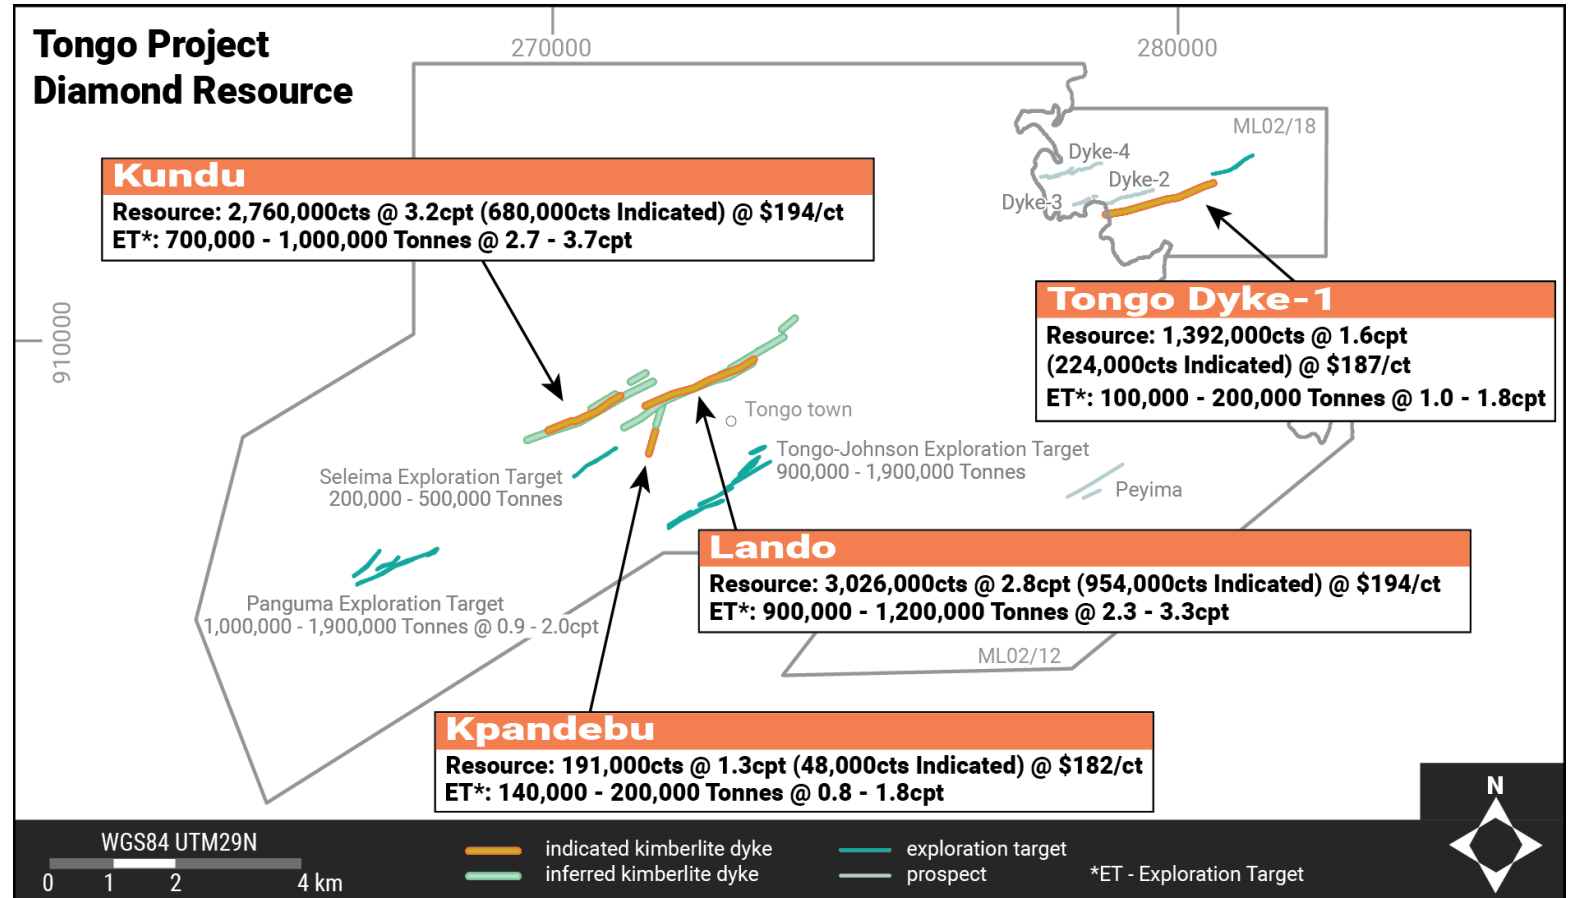 Tongo Project
Diamond Resource
270000
280000
910000
ML02/18
Dyke-4
Dyke-2
Dyke-3
Kundu
Resource: 2,760,000cts @ 3.2cpt (680,000cts Indicated) @ $194/ct
ET*: 700,000 - 1,000,000 Tonnes @ 2.7 - 3.7cpt
Tongo Dyke-1
Resource: 1,392,000cts @ 1.6cpt
(224,000cts Indicated) @ $187/ct
ET*: 100,000 - 200,000 Tonnes @ 1.0 - 1.8cpt
Tongo town
Tongo-Johnson Exploration Target
900,000 - 1,900,000 Tonnes
Seleima Exploration Target
200,000 - 500,000 Tonnes
Peyima
Lando
Resource: 3,026,000cts @ 2.8cpt (954,000cts Indicated) @ $194/ct
ET*: 900,000 - 1,200,000 Tonnes @ 2.3 - 3.3cpt
Panguma Exploration Target
1,000,000 - 1,900,000 Tonnes @ 0.9 - 2.0cpt
ML02/12
Kpandebu
Resource: 191,000cts @ 1.3cpt (48,000cts Indicated) @ $182/ct
ET*: 140,000 - 200,000 Tonnes @ 0.8 - 1.8cpt
N
WGS84 UTM29N
0 1 2 4 km
indicated kimberlite dyke
inferred kimberlite dyke
exploration target
prospect
*ET - Exploration Target